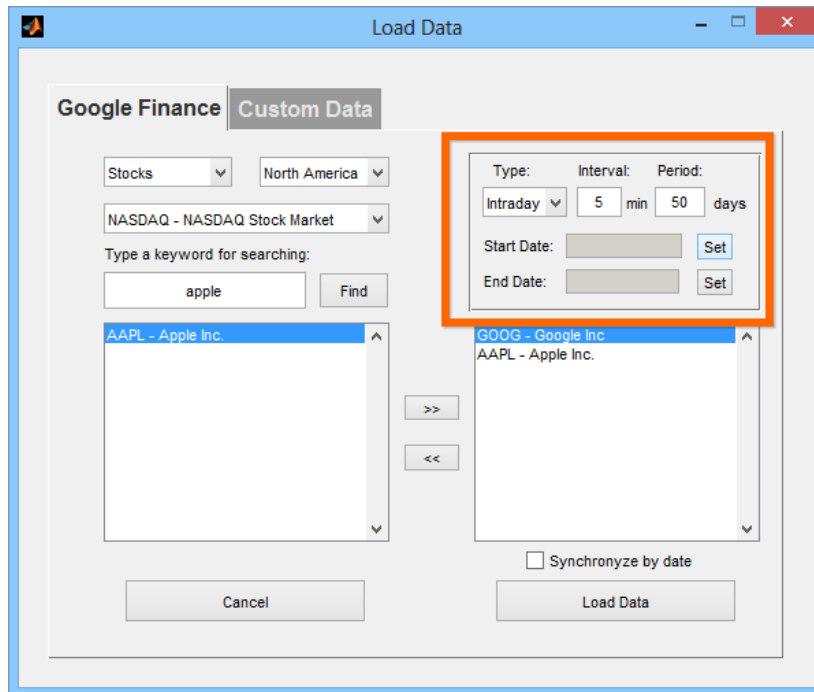 Load Data
Google Finance Custom Data
Stocks North America
NASDAQ - NASDAQ Stock Market
Type a keyword for searching:
apple Find
AAPL - Apple Inc.
Type: Interval: Period:
Intraday 5 min 50 days
Start Date: Set
End Date: Set
>>
<<
GOOG - Google Inc
AAPL - Apple Inc.
Synchronyze by date
Cancel Load Data